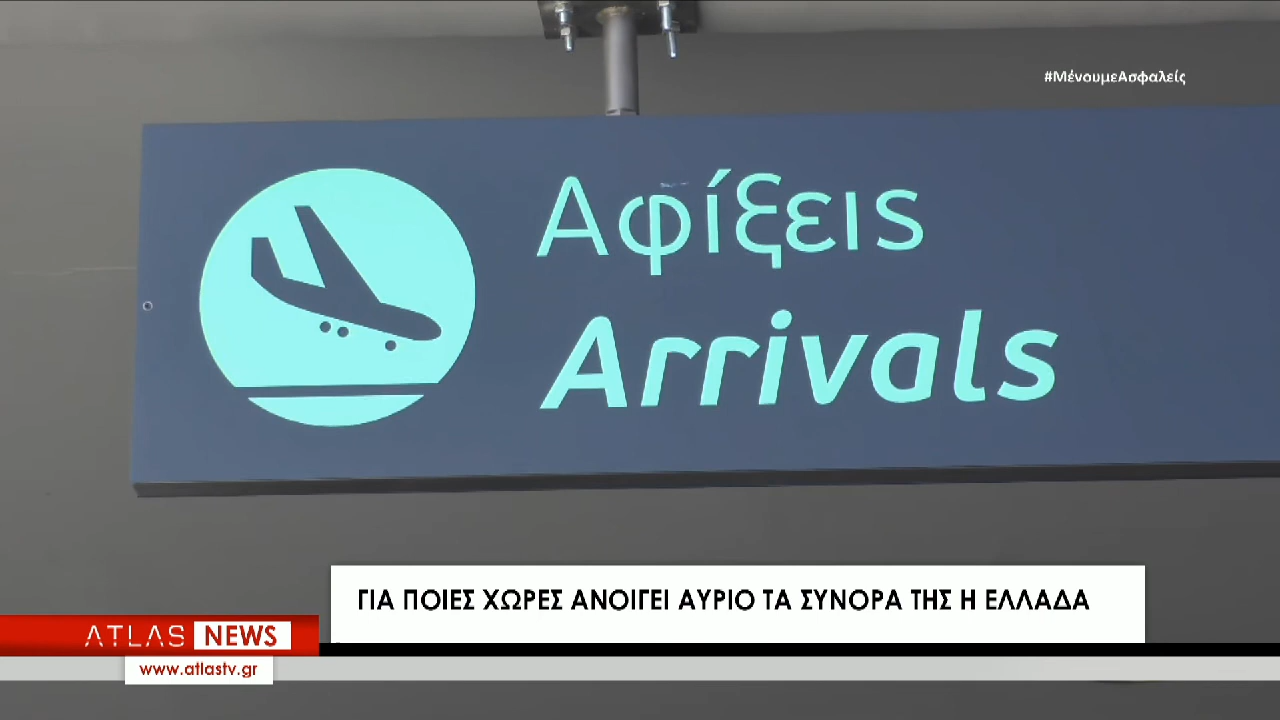 #ΜένουμεΑσφαλείς
Αφίξεις
Arrivals
ΓΙΑ ΠΟΙΕΣ ΧΩΡΕΣ ΑΝΟΙΓΕΙ ΑΥΡΙΟ ΤΑ ΣΥΝΟΡΑ ΤΗΣ Η ΕΛΛΑΔΑ
ATLAS NEWS
www.atlastv.gr